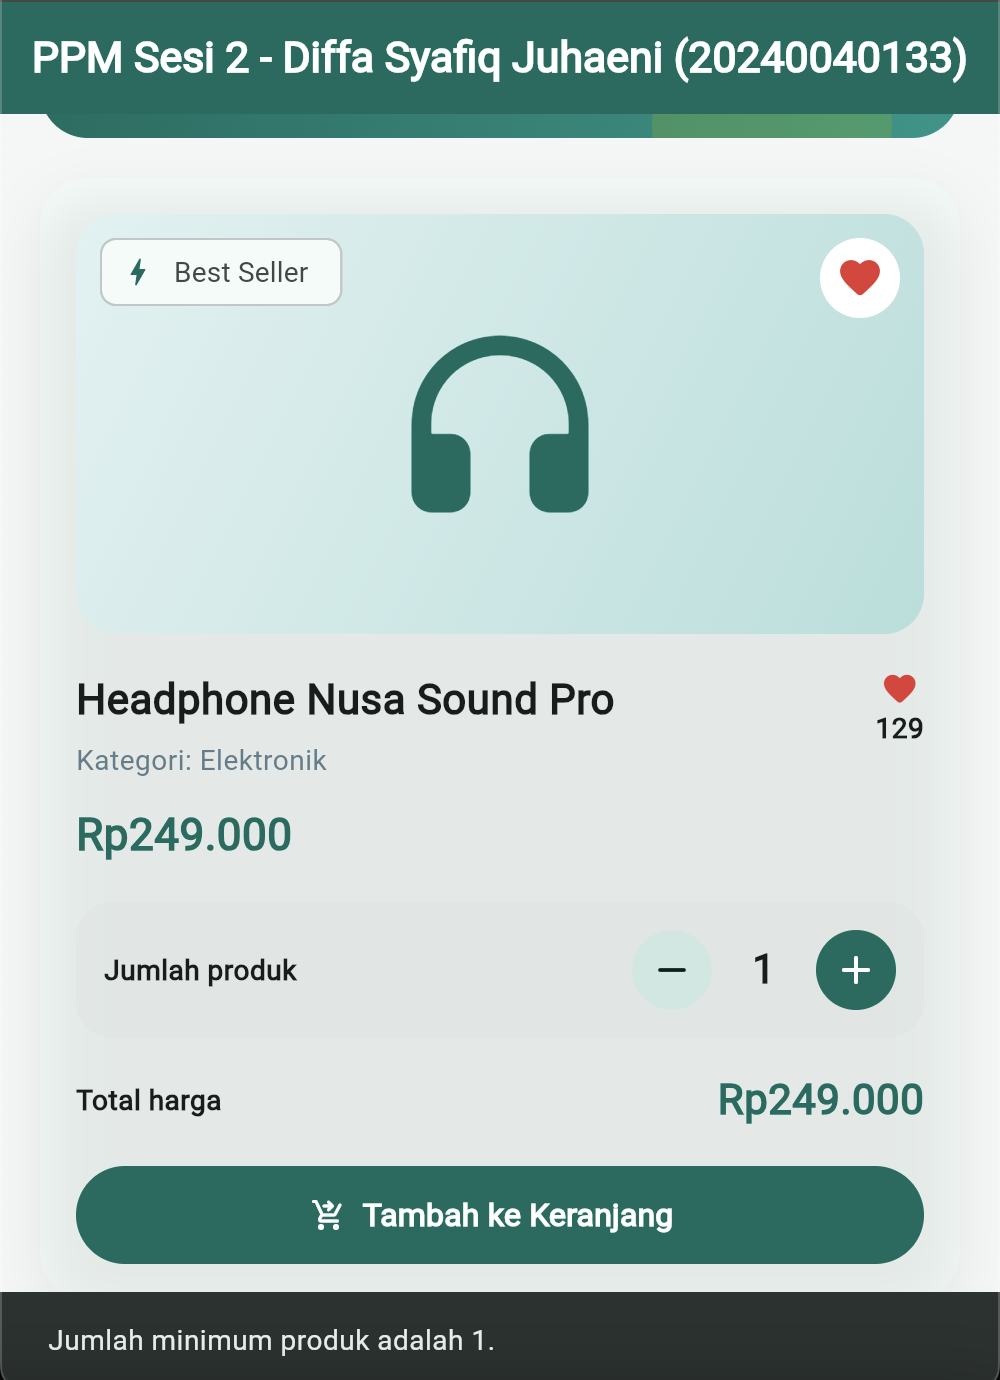 PPM Sesi 2 - Diffa Syafiq Juhaeni (20240040133)
Best Seller
Headphone Nusa Sound Pro
129
Kategori: Elektronik
Rp249.000
Jumlah produk
1
Total harga
Rp249.000
Tambah ke Keranjang
Jumlah minimum produk adalah 1.